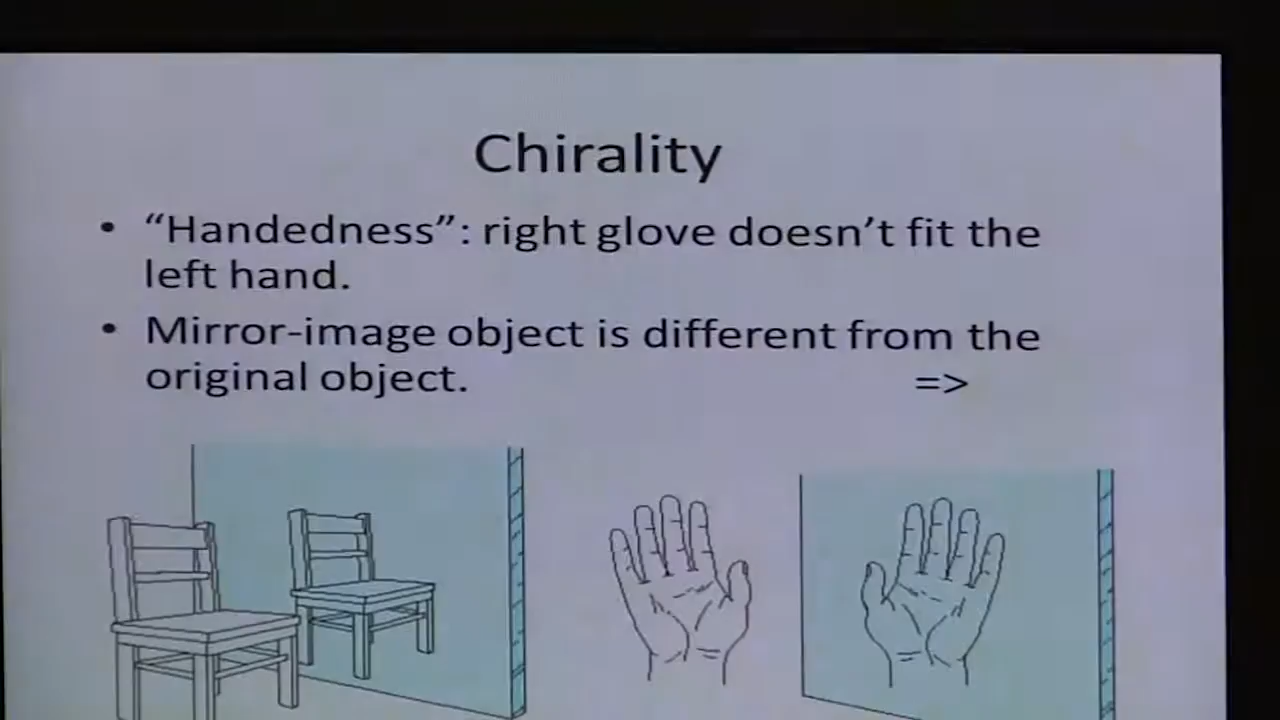 Chirality
• “Handedness”: right glove doesn’t fit the
left hand.
• Mirror-image object is different from the
original object. =>